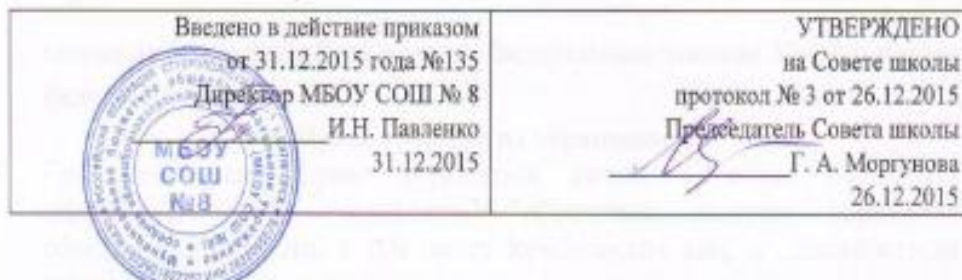 Введено в действие приказом
от 31.12.2015 года №135
Директор МБОУ СОШ № 8
И.Н. Павленко
31.12.2015
МБОУ
СОШ
№8
УТВЕРЖДЕНО
на Совете школы
протокол № 3 от 26.12.2015
Председатель Совета школы
Г. А. Моргунова
26.12.2015